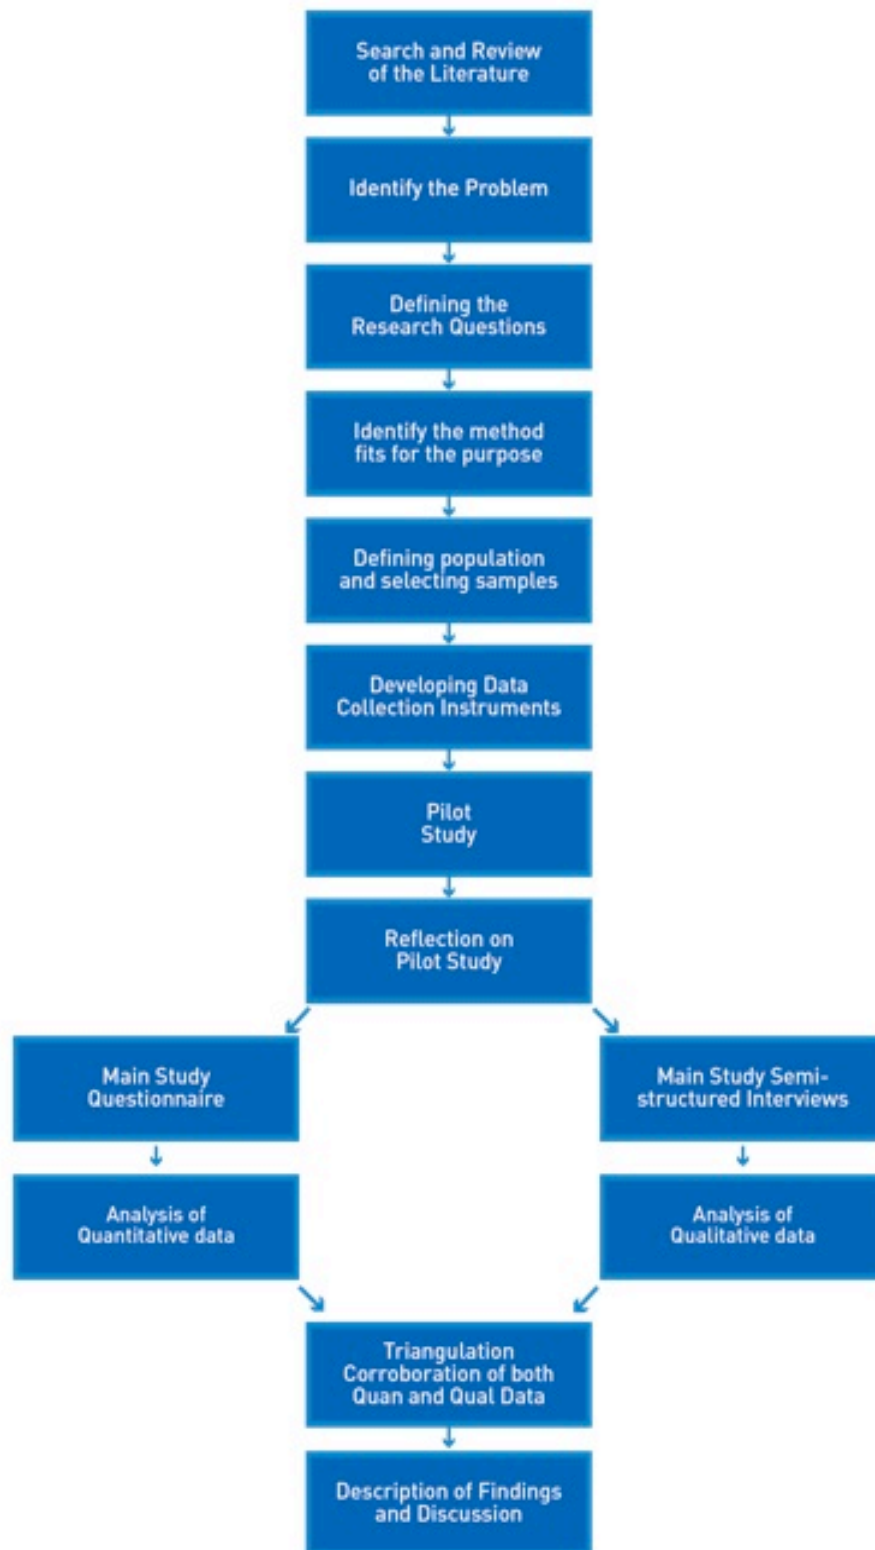 Search and Review
of the Literature
Identify the Problem
Defining the
Research Questions
Identify the method
fits for the purpose
Defining population
and selecting samples
Developing Data
Collection Instruments
Pilot
Study
Reflection on
Pilot Study
Main Study
Questionnaire
Main Study Semi-
structured Interviews
Analysis of
Quantitative data
Analysis of
Qualitative data
Triangulation
Corroboration of both
Quan and Qual Data
Description of Findings
and Discussion